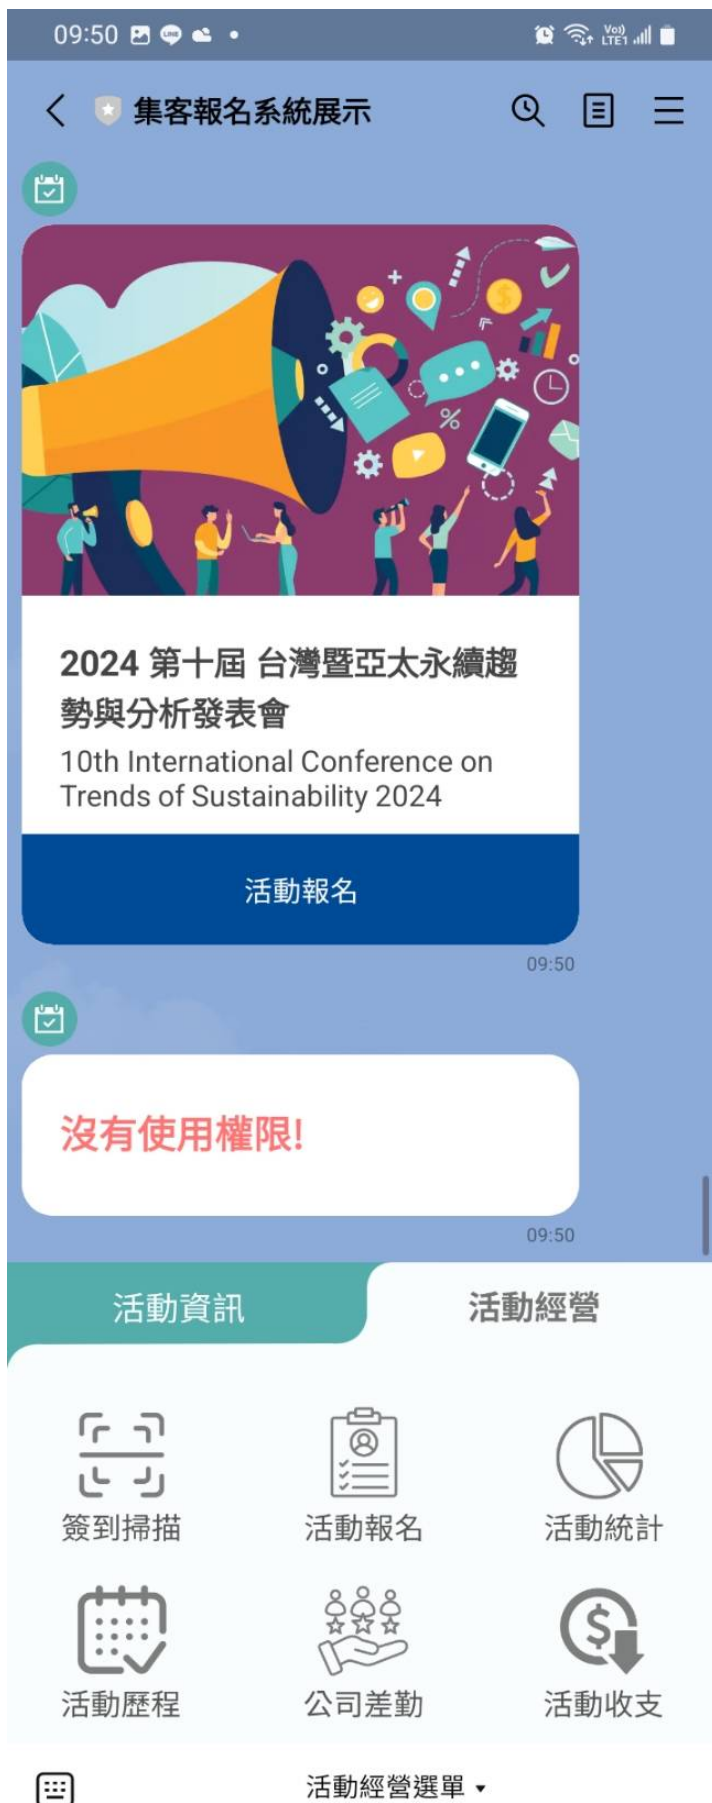 09:50
LINE
Vo)) LTE1
集客報名系統展示
%
$
2024 第十屆 台灣暨亞太永續趨
勢與分析發表會
10th International Conference on
Trends of Sustainability 2024
活動報名
09:50
沒有使用權限!
09:50
活動資訊 活動經營
簽到掃描 活動報名 活動統計
$
活動歷程 公司差勤 活動收支
活動經營選單